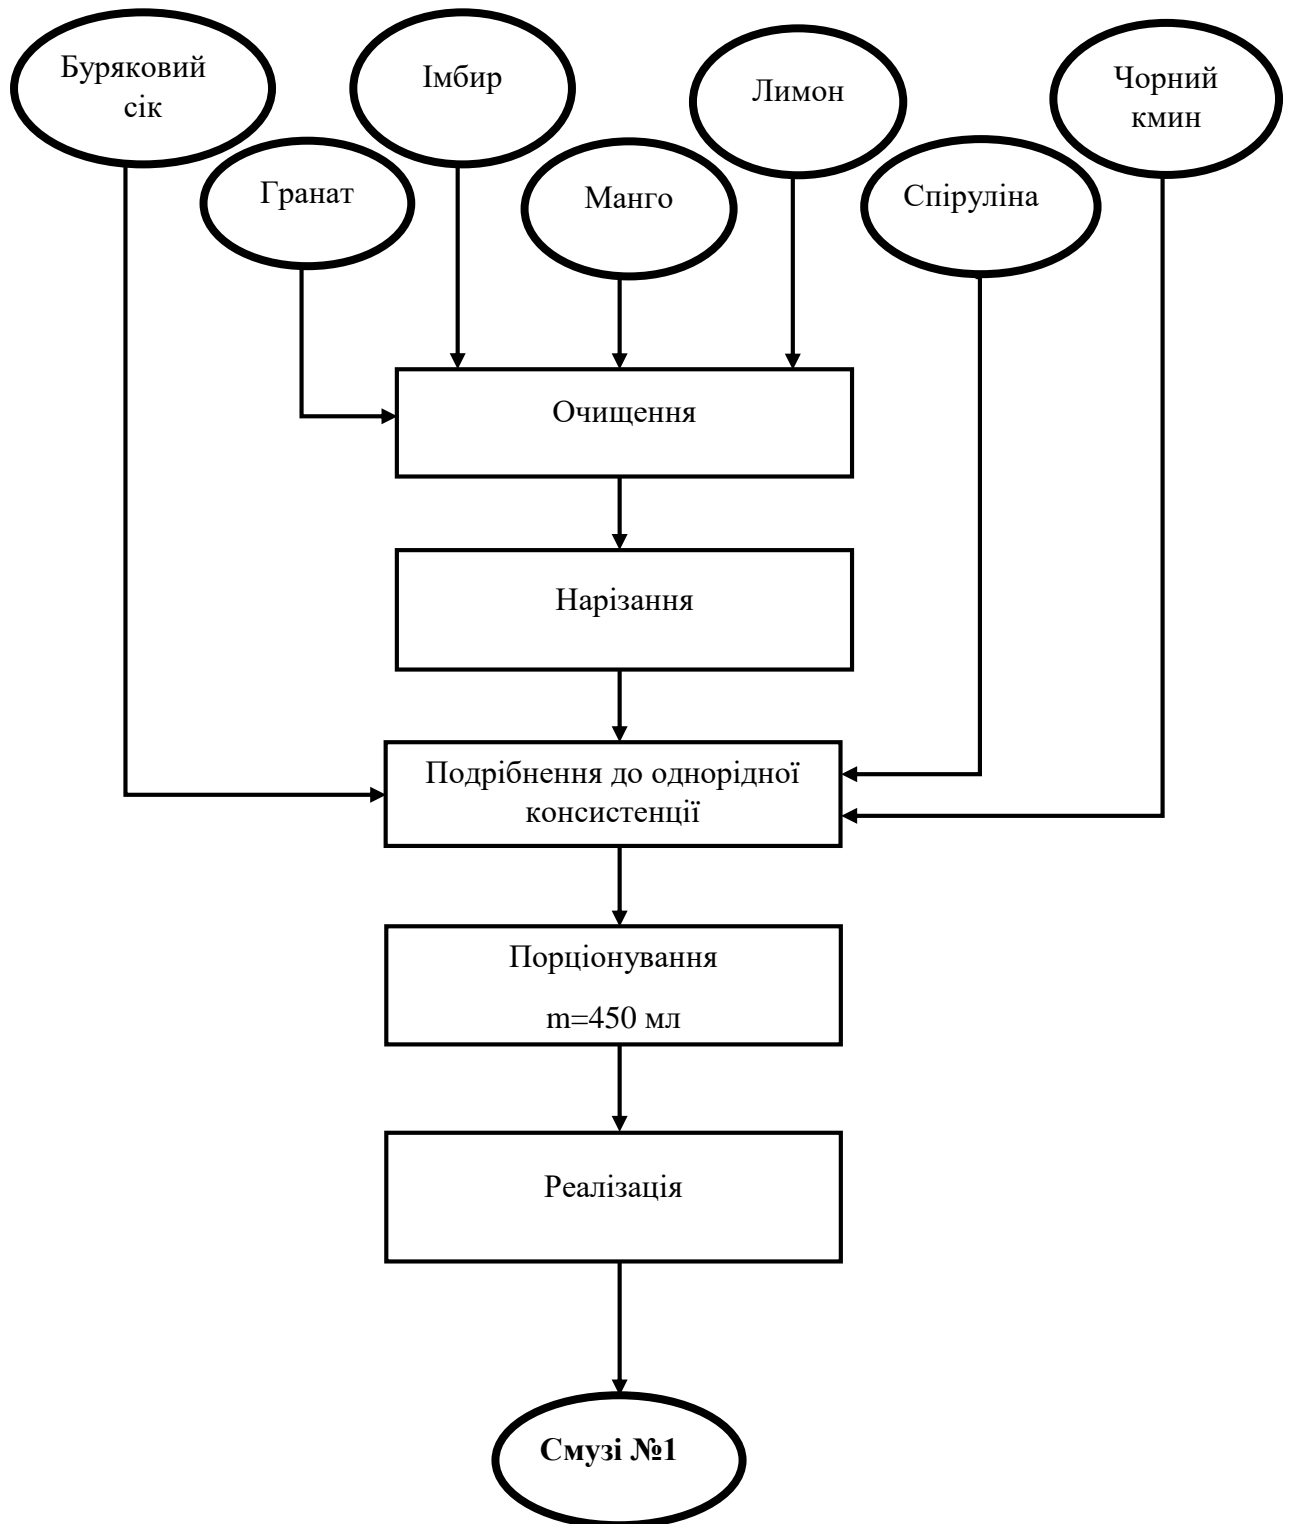 Буряковий
сік
Імбир
Лимон
Чорний
кмин
Гранат
Манго
Спіруліна
Очищення
Нарізання
Подрібнення до однорідної
консистенції
Порціонування
m=450 мл
Реалізація
Смузі №1